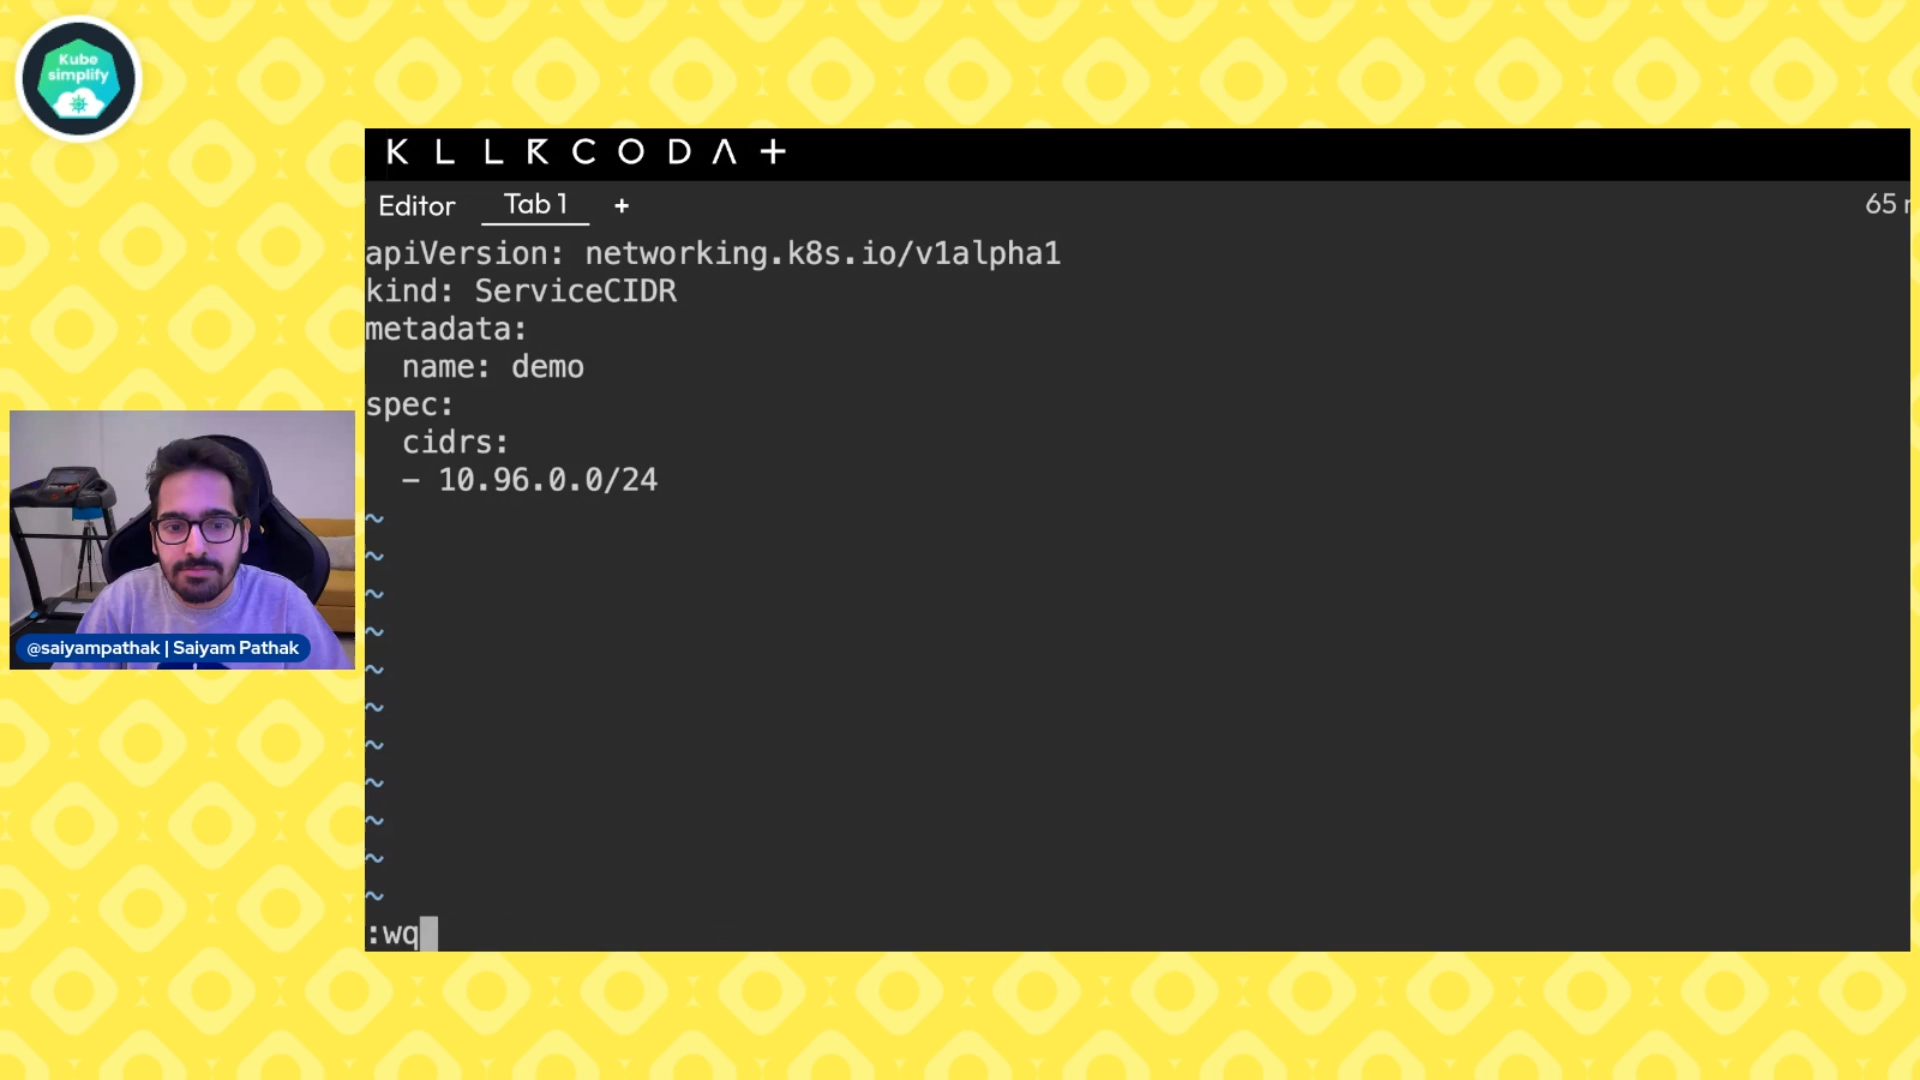 Kube
simplify
KLLRCODA+
Editor Tab 1 +
65
apiVersion: networking.k8s.io/v1alpha1
kind: ServiceCIDR
metadata:
  name: demo
spec:
  cidrs:
  - 10.96.0.0/24
~
~
~
~
~
~
~
~
~
~
~
:wq
@saiyampathak | Saiyam Pathak